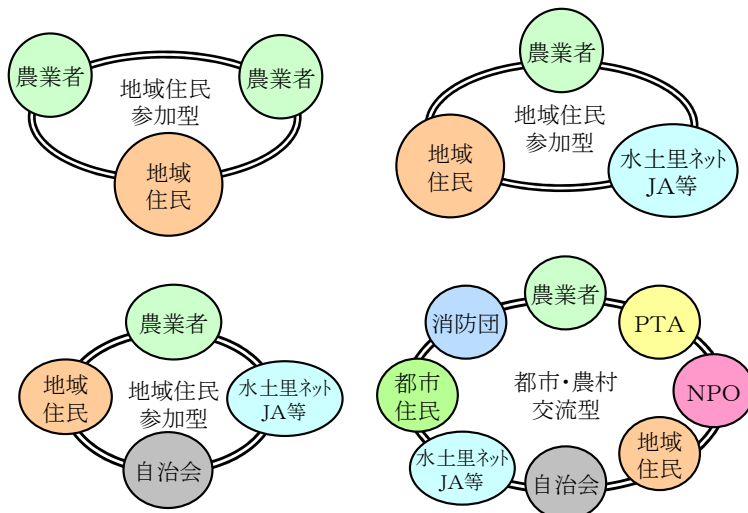 農業者
農業者
地域住民
参加型
地域
住民
農業者
地域住民
参加型
地域
住民
水土里ネット
JA等
農業者
地域
住民
地域住民
参加型
水土里ネット
JA等
自治会
農業者
消防団
PTA
都市
住民
都市・農村
交流型
NPO
地域
住民
水土里ネット
JA等
自治会